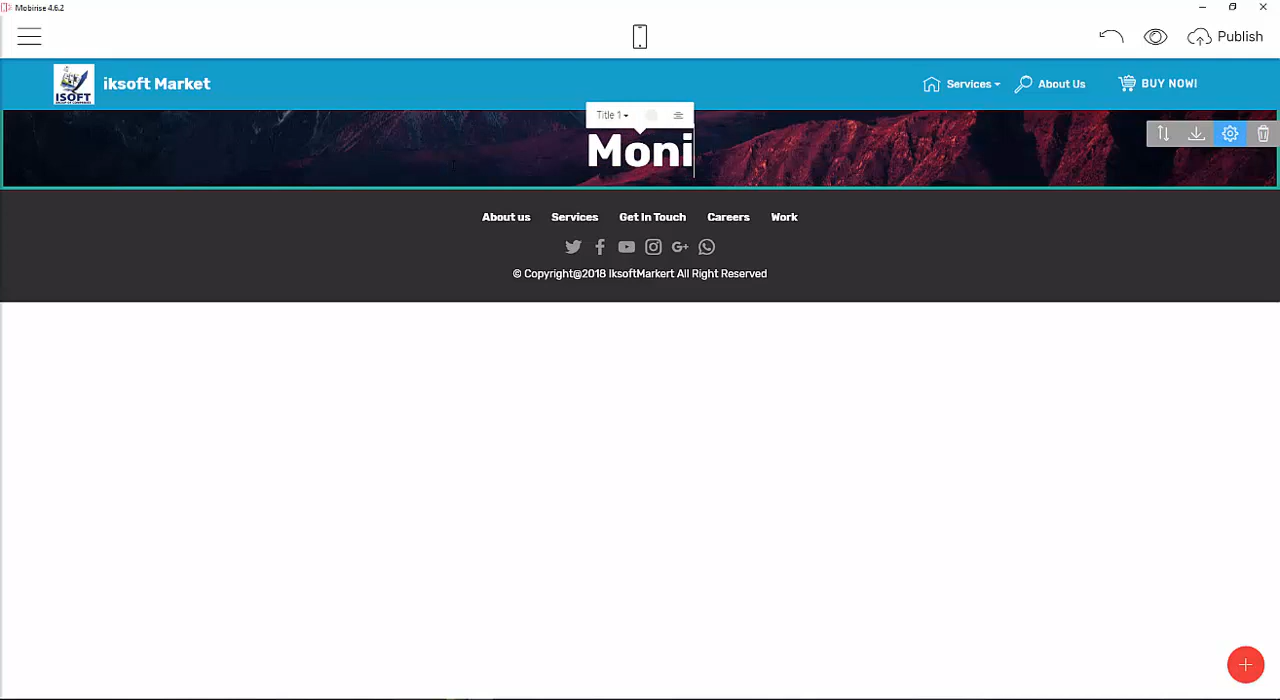 Mobirise 4.6.2
Publish
ISOFT
iksoft Market
Services
About Us
BUY NOW!
Title 1
Moni
About us
Services
Get In Touch
Careers
Work
© Copyright@2018 IksoftMarkert All Right Reserved